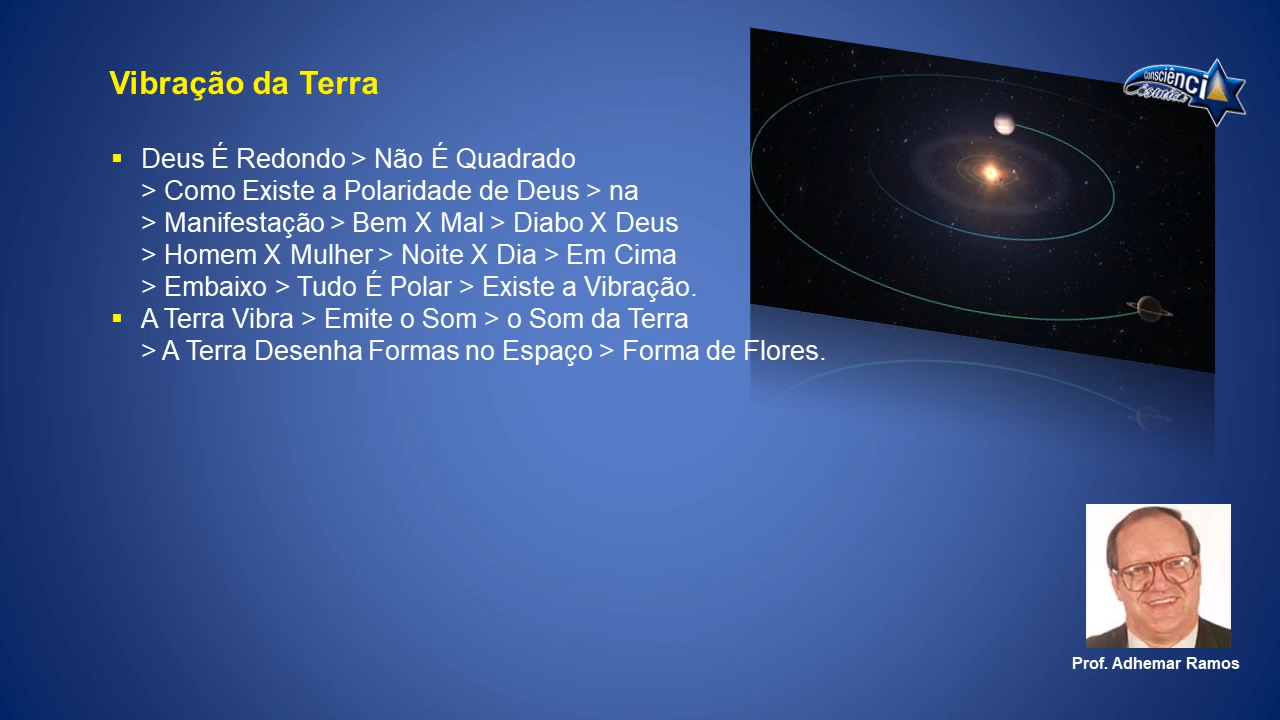 Vibração da Terra
Consciênci
Cósmica
Deus É Redondo > Não É Quadrado
> Como Existe a Polaridade de Deus > na
> Manifestação > Bem X Mal > Diabo X Deus
> Homem X Mulher > Noite X Dia > Em Cima
> Embaixo > Tudo É Polar > Existe a Vibração.
A Terra Vibra > Emite o Som > o Som da Terra
> A Terra Desenha Formas no Espaço > Forma de Flores.
Prof. Adhemar Ramos